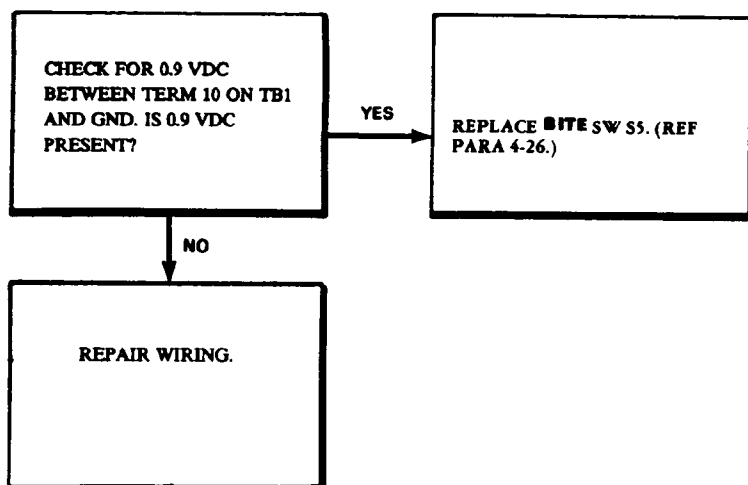 CHECK FOR 0.9 VDC
BETWEEN TERM 10 ON TB1
AND GND. IS 0.9 VDC
PRESENT?
YES
REPLACE BITE SW S5. (REF
PARA 4-26.)
NO
REPAIR WIRING.